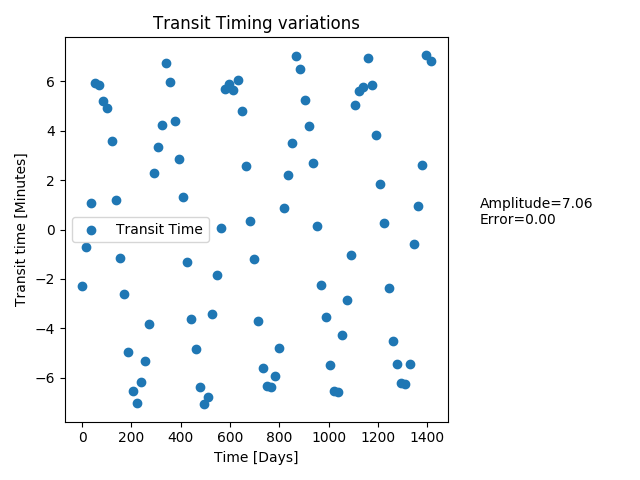 Transit Timing variations
Transit time [Minutes]
6
4
2
0
−2
−4
−6
Transit Time
Amplitude=7.06
Error=0.00
0 200 400 600 800 1000 1200 1400
Time [Days]